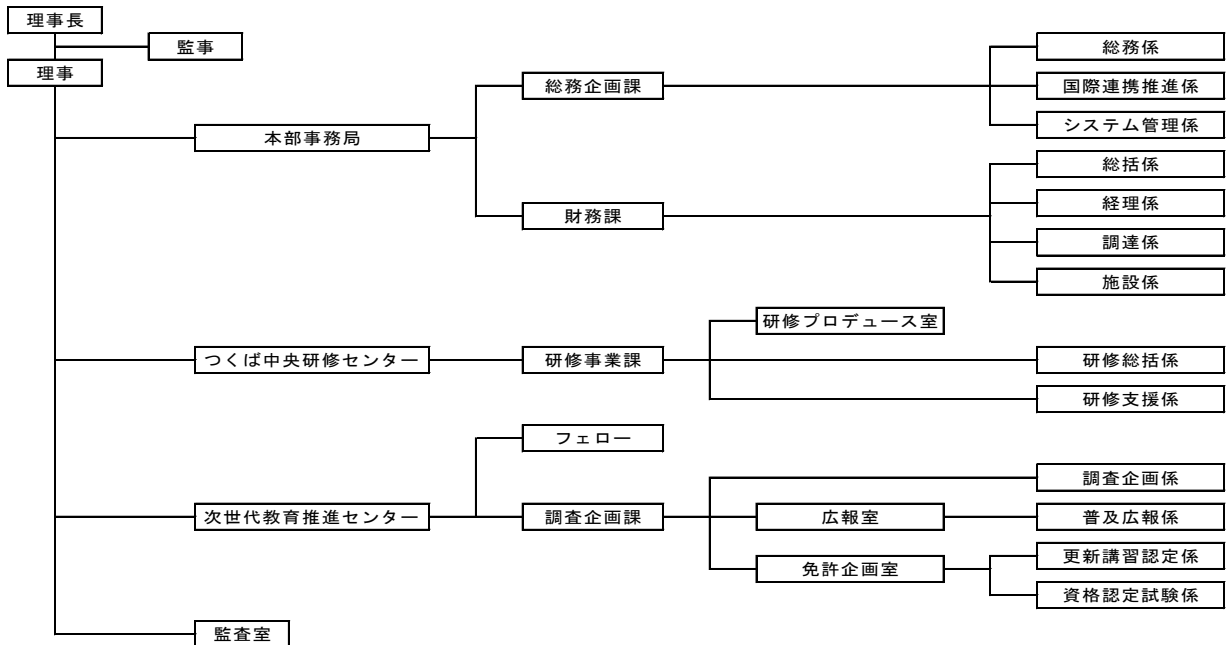 理事長
監事
理事
総務係
総務企画課
国際連携推進係
システム管理係
本部事務局
総括係
財務課
経理係
調達係
施設係
研修プロデュース室
つくば中央研修センター
研修事業課
研修総括係
研修支援係
フェロー
調査企画係
次世代教育推進センター
調査企画課
広報室
普及広報係
免許企画室
更新講習認定係
資格認定試験係
監査室